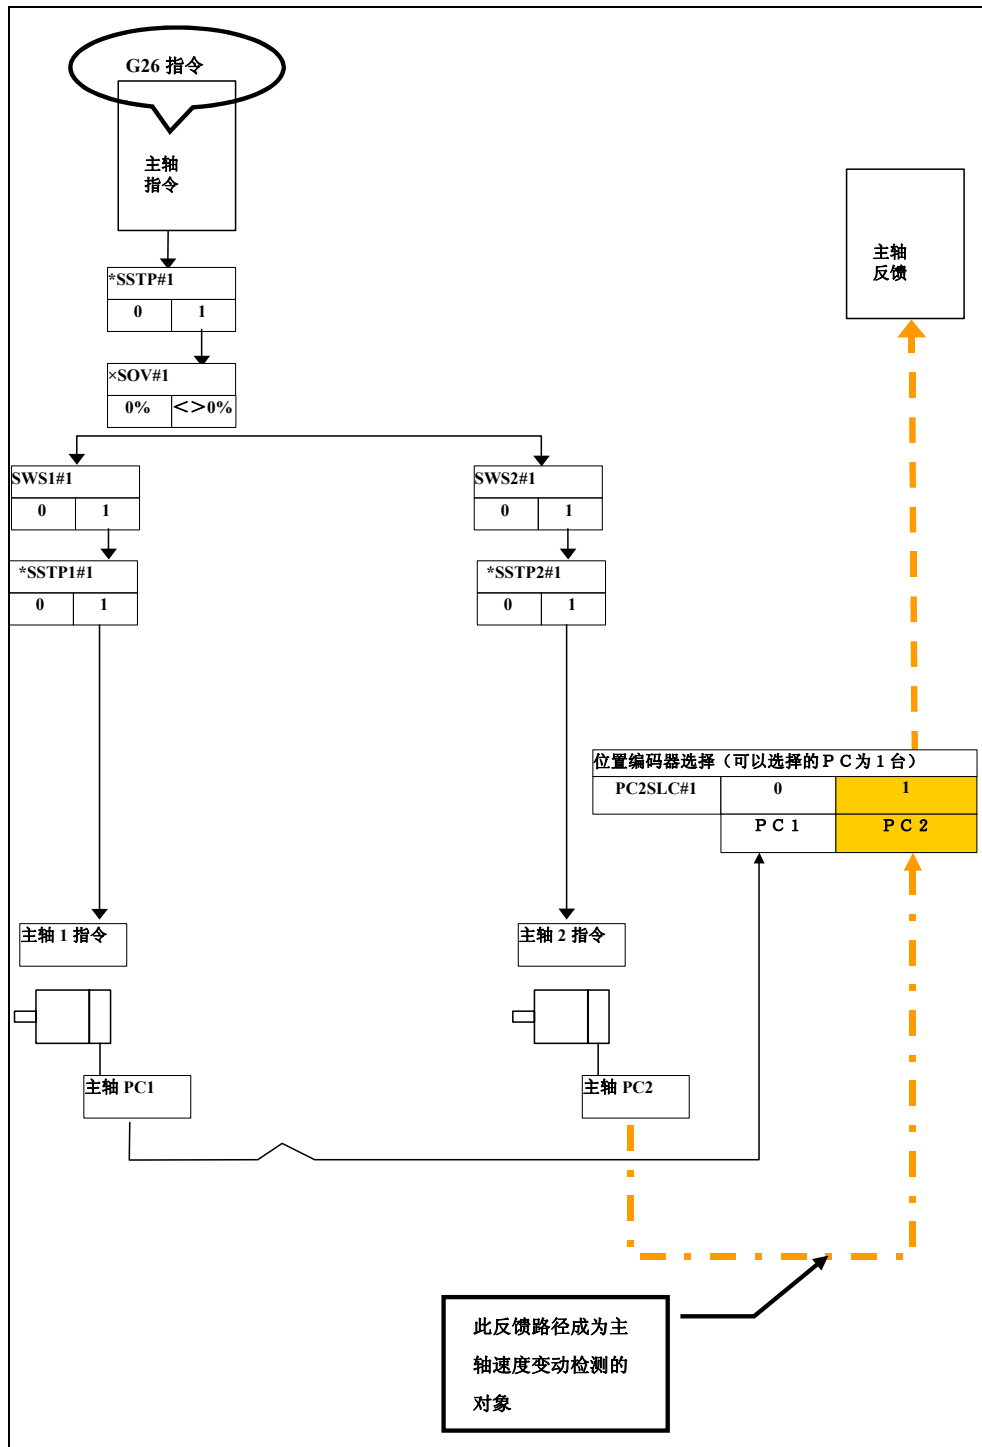 G26 指令
主轴
指令
主轴
反馈
*SSTP#1
0 1
×SOV#1
0% <>0%
SWS1#1
0 1
SWS2#1
0 1
*SSTP1#1
0 1
*SSTP2#1
0 1
位置编码器选择（可以选择的ＰＣ为１台）
PC2SLC#1 0 1
ＰＣ１ ＰＣ２
主轴 1 指令
主轴 2 指令
主轴 PC1
主轴 PC2
此反馈路径成为主
轴速度变动检测的
对象